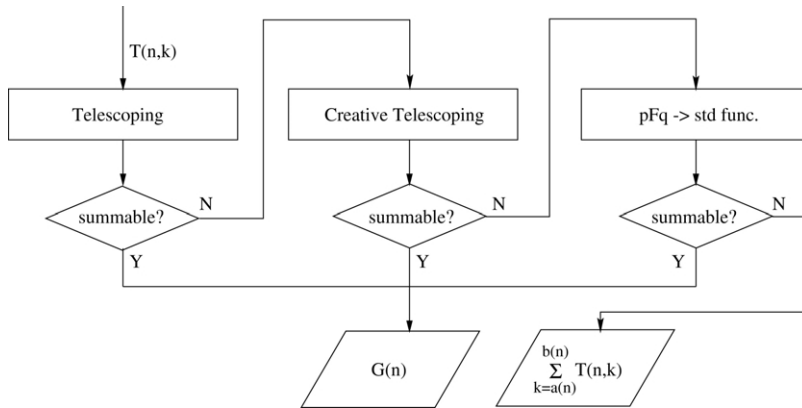 T(n,k)
Telescoping
Creative Telescoping
pFq -> std func.
summable?
N
summable?
N
summable?
N
Y
Y
Y
G(n)
b(n)
Σ T(n,k)
k=a(n)